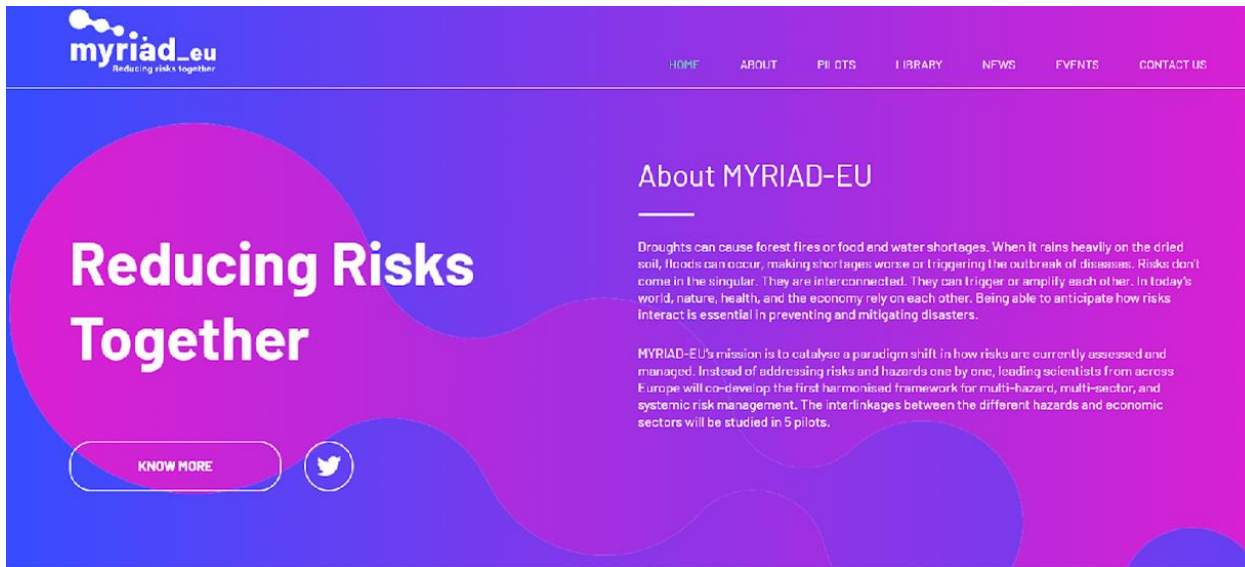 myriad_eu
Reducing risks together
HOME ABOUT PILOTS LIBRARY NEWS EVENTS CONTACT US
Reducing Risks
Together
KNOW MORE
About MYRIAD-EU
Droughts can cause forest fires or food and water shortages. When it rains heavily on the dried
soil, floods can occur, making shortages worse or triggering the outbreak of diseases. Risks don't
come in the singular. They are interconnected. They can trigger or amplify each other. In today's
world, nature, health, and the economy rely on each other. Being able to anticipate how risks
interact is essential in preventing and mitigating disasters.
MYRIAD-EU's mission is to catalyse a paradigm shift in how risks are currently assessed and
managed. Instead of addressing risks and hazards one by one, leading scientists from across
Europe will co-develop the first harmonised framework for multi-hazard, multi-sector, and
systemic risk management. The interlinkages between the different hazards and economic
sectors will be studied in 5 pilots.